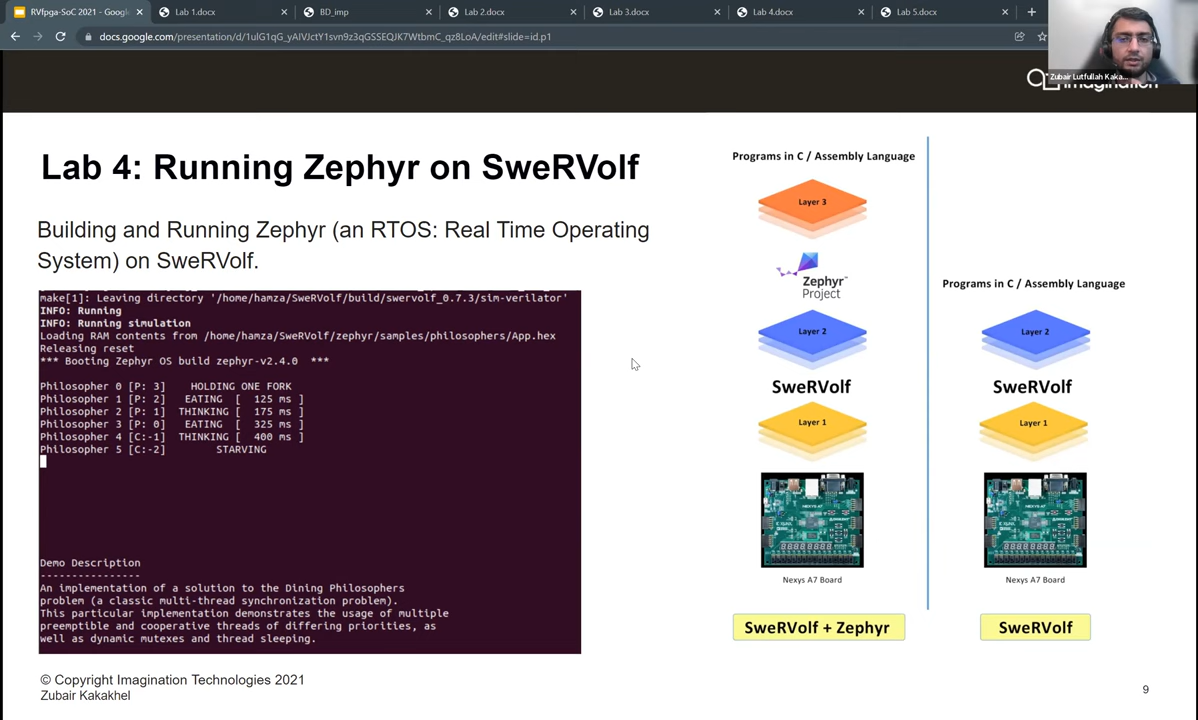 RVfpga-SoC 2021 - Googl
Lab 1.docx
BD_imp
Lab 2.docx
Lab 3.docx
Lab 4.docx
Lab 5.docx
docs.google.com/presentation/d/1ulG1qG_yAIVJctY1svn9z3qGSSEQJK7WtbmC_qz8LoA/edit#slide=id.p1
Zubair Lutfullah Kaka...
imagination
Lab 4: Running Zephyr on SweRVolf
Building and Running Zephyr (an RTOS: Real Time Operating
System) on SweRVolf.
make[1]: Leaving directory '/home/hamza/SweRVolf/build/swervolf_0.7.3/sim-verilator'
INFO: Running
INFO: Running simulation
Loading RAM contents from /home/hamza/SweRVolf/zephyr/samples/philosophers/App.hex
Releasing reset
*** Booting Zephyr OS build zephyr-v2.4.0 ***
Philosopher 0 [P: 3] HOLDING ONE FORK
Philosopher 1 [P: 2] EATING [ 125 ms ]
Philosopher 2 [P: 1] THINKING [ 175 ms ]
Philosopher 3 [P: 0] EATING [ 325 ms ]
Philosopher 4 [C:-1] THINKING [ 400 ms ]
Philosopher 5 [C:-2] STARVING
Demo Description
----------------
An implementation of a solution to the Dining Philosophers
problem (a classic multi-thread synchronization problem).
This particular implementation demonstrates the usage of multiple
preemptible and cooperative threads of differing priorities, as
well as dynamic mutexes and thread sleeping.
Programs in C / Assembly Language
Layer 3
Zephyr™
Project
Layer 2
SweRVolf
Layer 1
Nexys A7 Board
SweRVolf + Zephyr
Programs in C / Assembly Language
Layer 2
SweRVolf
Layer 1
Nexys A7 Board
SweRVolf
© Copyright Imagination Technologies 2021
Zubair Kakakhel
9